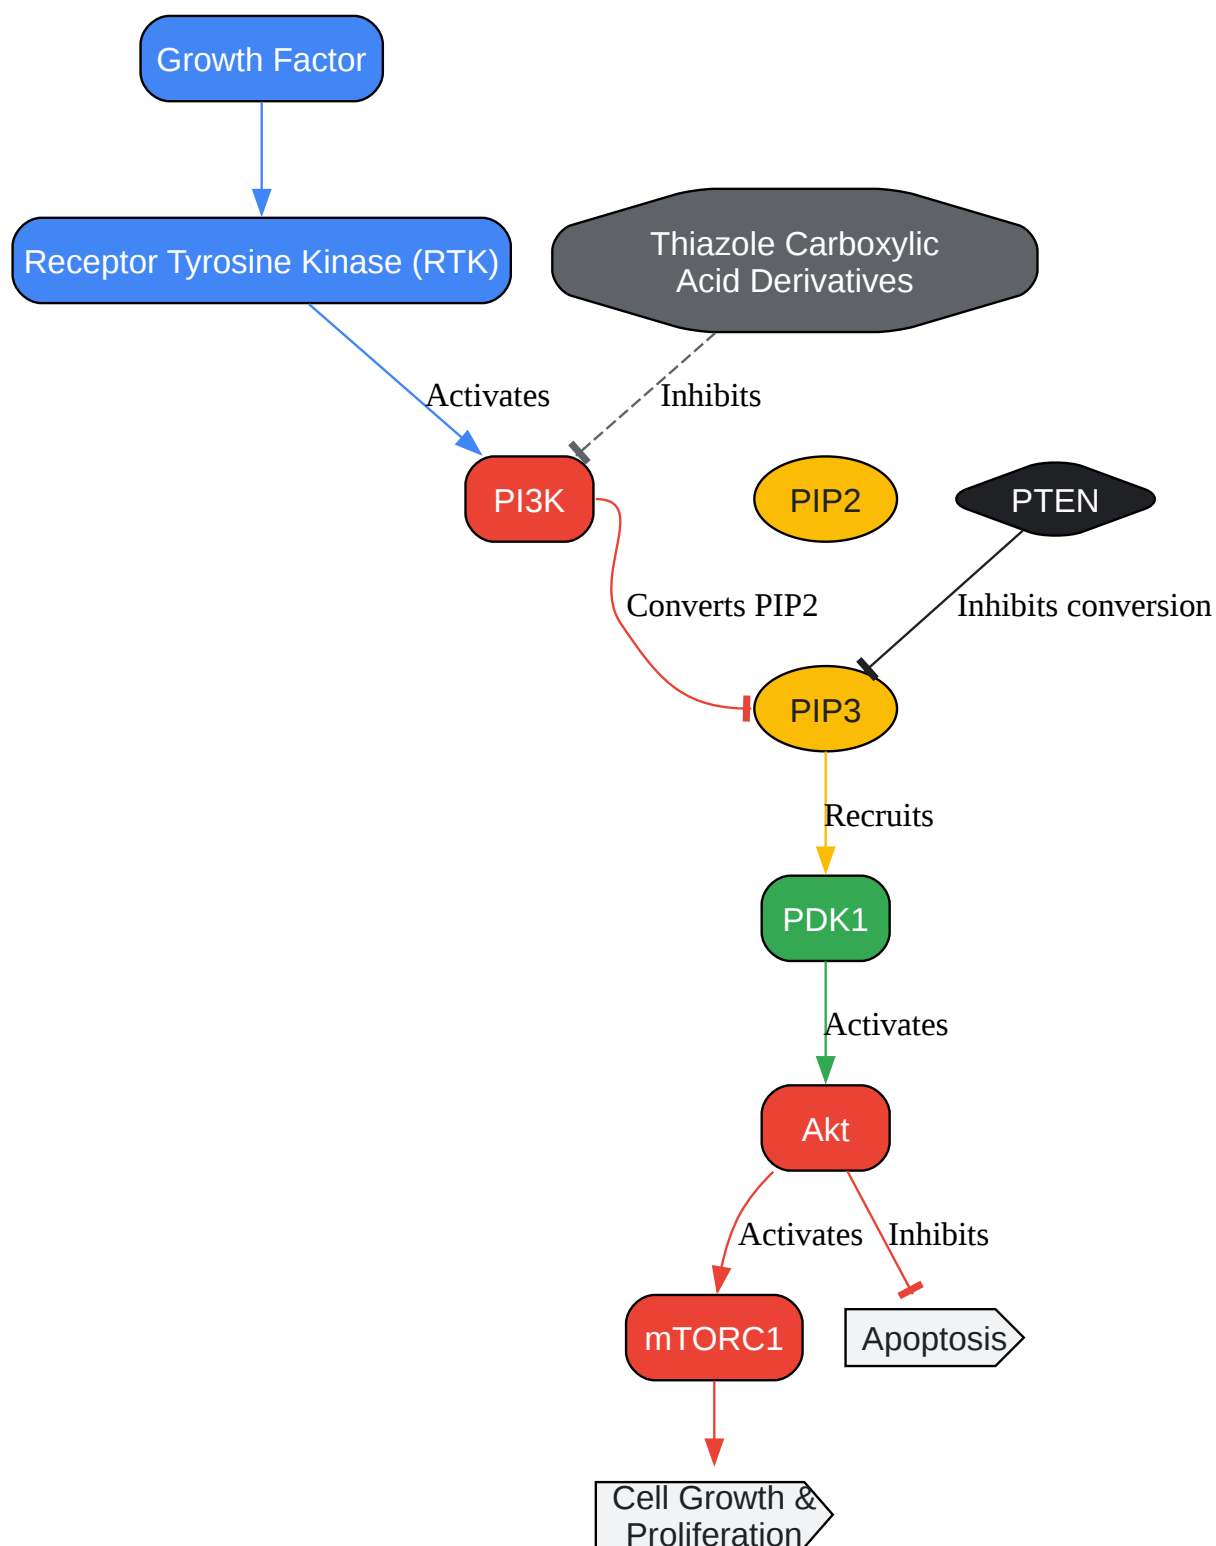 Growth Factor
Receptor Tyrosine Kinase (RTK)
Thiazole Carboxylic
Acid Derivatives
Activates
Inhibits
PI3K
PIP2
PTEN
Converts PIP2
Inhibits conversion
PIP3
Recruits
PDK1
Activates
Akt
Activates
Inhibits
mTORC1
Apoptosis
Cell Growth &
Proliferation